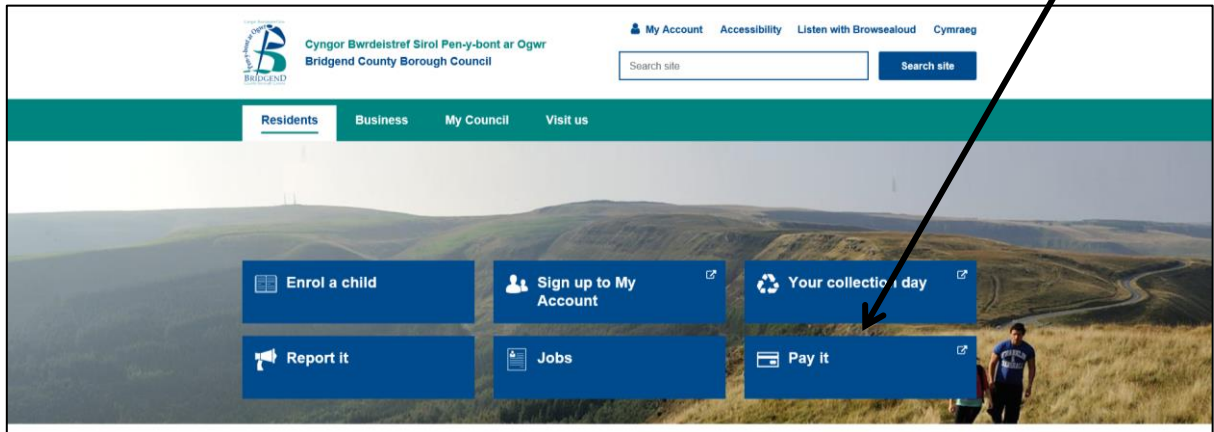 My Account Accessibility Listen with Browsealoud Cymraeg
Cyngor Bwrdeistref Sirol Pen-y-bont ar Ogwr
Bridgend County Borough Council
BRIDGEND
Search site Search site
Residents Business My Council Visit us
Enrol a child
Sign up to My
Account
Your collection day
Report it
Jobs
Pay it